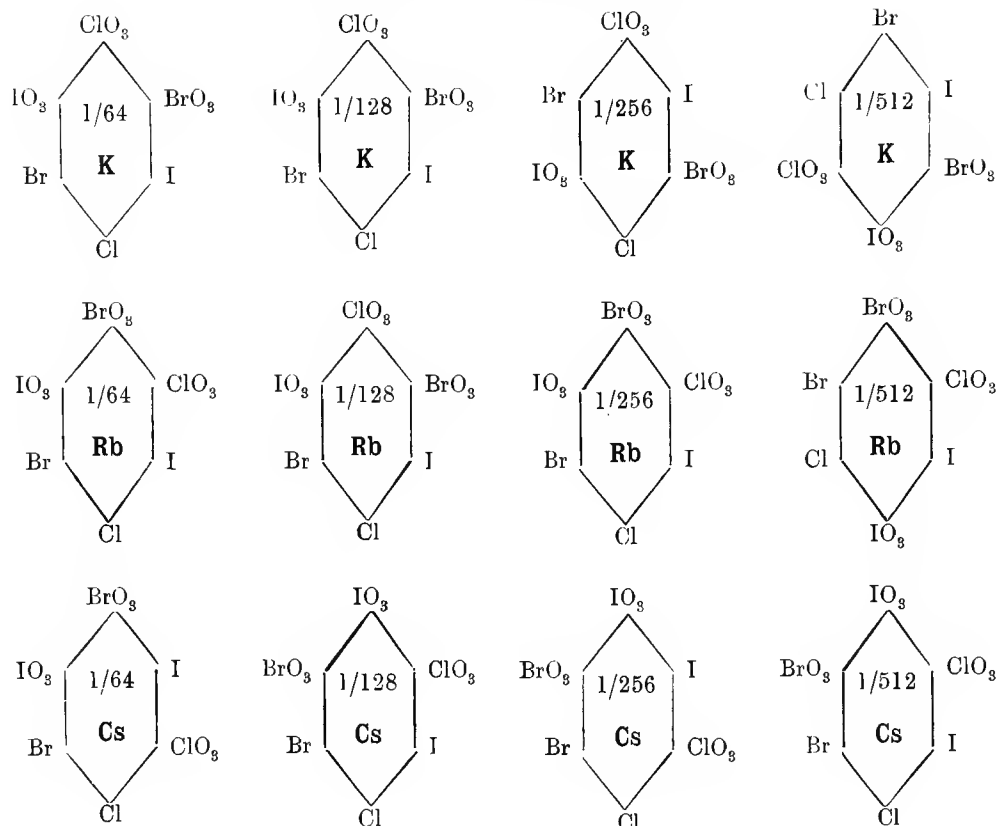 ClO₃ ClO₃ ClO₃ Br
IO₃ BrO₃ IO₃ BrO₃ Br I Cl I
1/64 1/128 1/256 1/512
K K K K
Br I Br I IO₃ BrO₃ ClO₃ BrO₃
Cl Cl Cl IO₃
BrO₃ ClO₃ BrO₃ BrO₃
IO₃ ClO₃ IO₃ BrO₃ IO₃ ClO₃ Br ClO₃
1/64 1/128 1/256 1/512
Rb Rb Rb Rb
Br I Br I Br I Cl I
Cl Cl Cl IO₃
BrO₃ IO₃ IO₃ IO₃
IO₃ I BrO₃ ClO₃ BrO₃ I BrO₃ ClO₃
1/64 1/128 1/256 1/512
Cs Cs Cs Cs
Br ClO₃ Br I Br ClO₃ Br I
Cl Cl Cl Cl